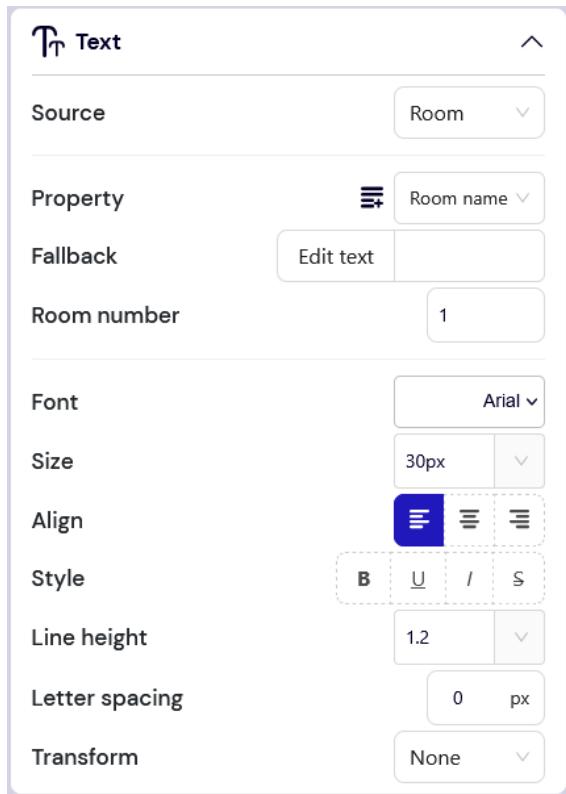 Text
Source Room
Property Room name
Fallback Edit text
Room number 1
Font Arial
Size 30px
Align
Style B U I S
Line height 1.2
Letter spacing 0 px
Transform None